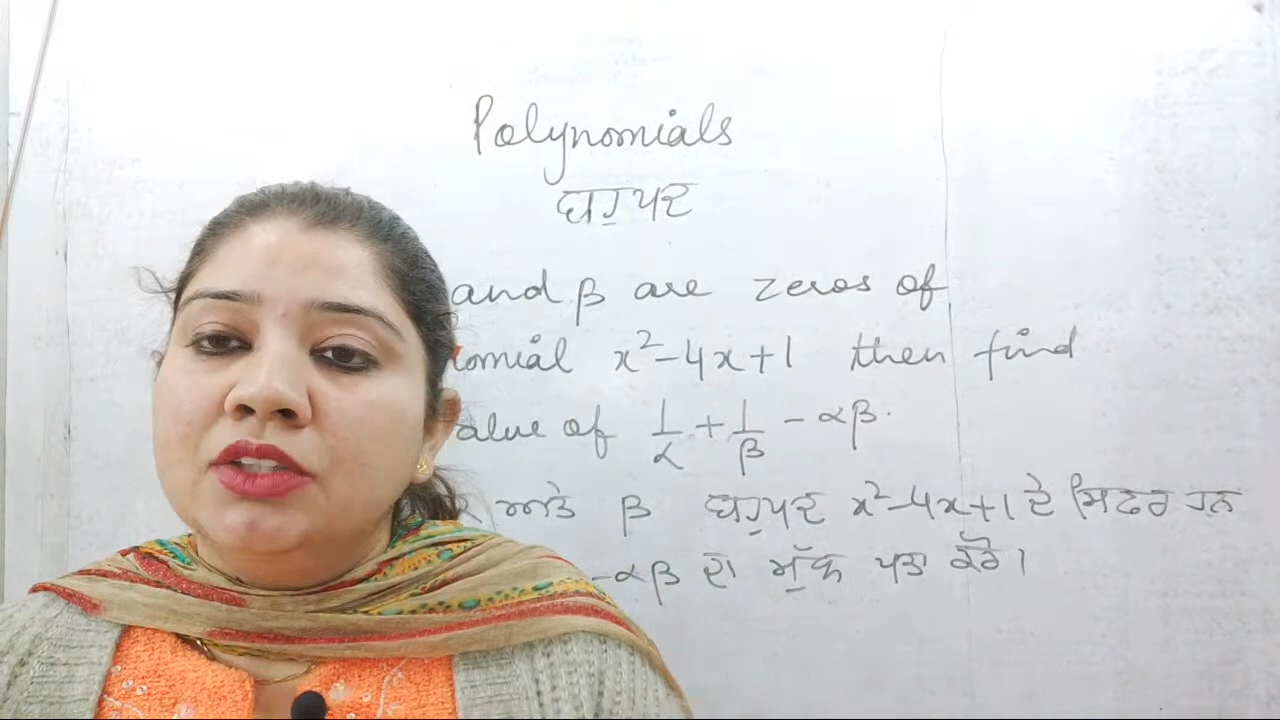 Polynomials
ਬਹੁਪਦ
and β are zeros of
nomial x²-4x+1 then find
alue of 1/α + 1/β - αβ.
ਅਤੇ β ਬਹੁਪਦ x²-4x+1 ਦੇ ਸਿਫਰ ਹਨ
-αβ ਦਾ ਮੁੱਲ ਪਤਾ ਕਰੋ।